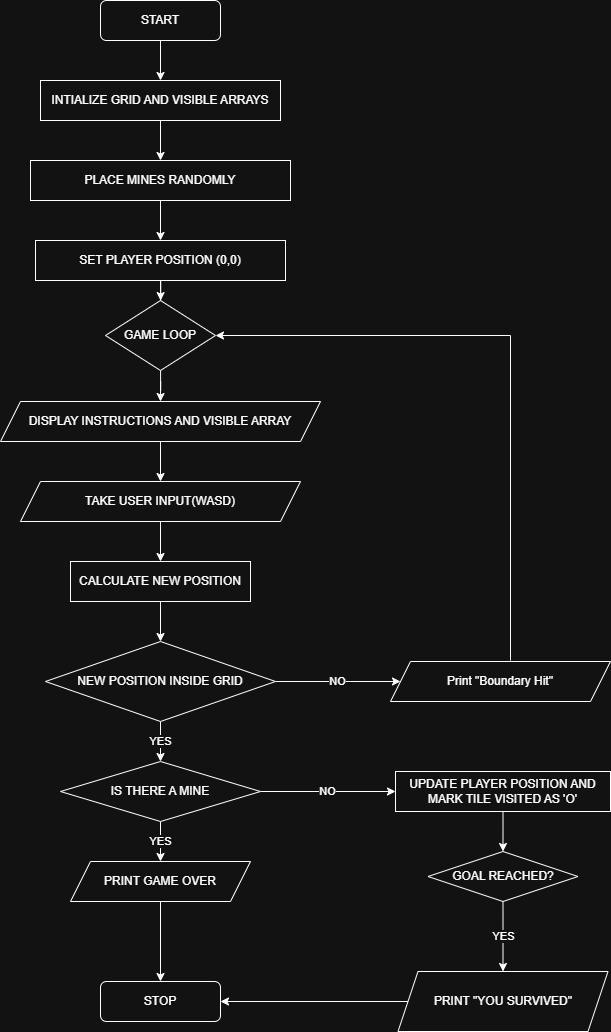 START
INTIALIZE GRID AND VISIBLE ARRAYS
PLACE MINES RANDOMLY
SET PLAYER POSITION (0,0)
GAME LOOP
DISPLAY INSTRUCTIONS AND VISIBLE ARRAY
TAKE USER INPUT(WASD)
CALCULATE NEW POSITION
NEW POSITION INSIDE GRID
NO
Print "Boundary Hit"
YES
IS THERE A MINE
NO
UPDATE PLAYER POSITION AND
MARK TILE VISITED AS 'O'
YES
PRINT GAME OVER
GOAL REACHED?
YES
PRINT "YOU SURVIVED"
STOP